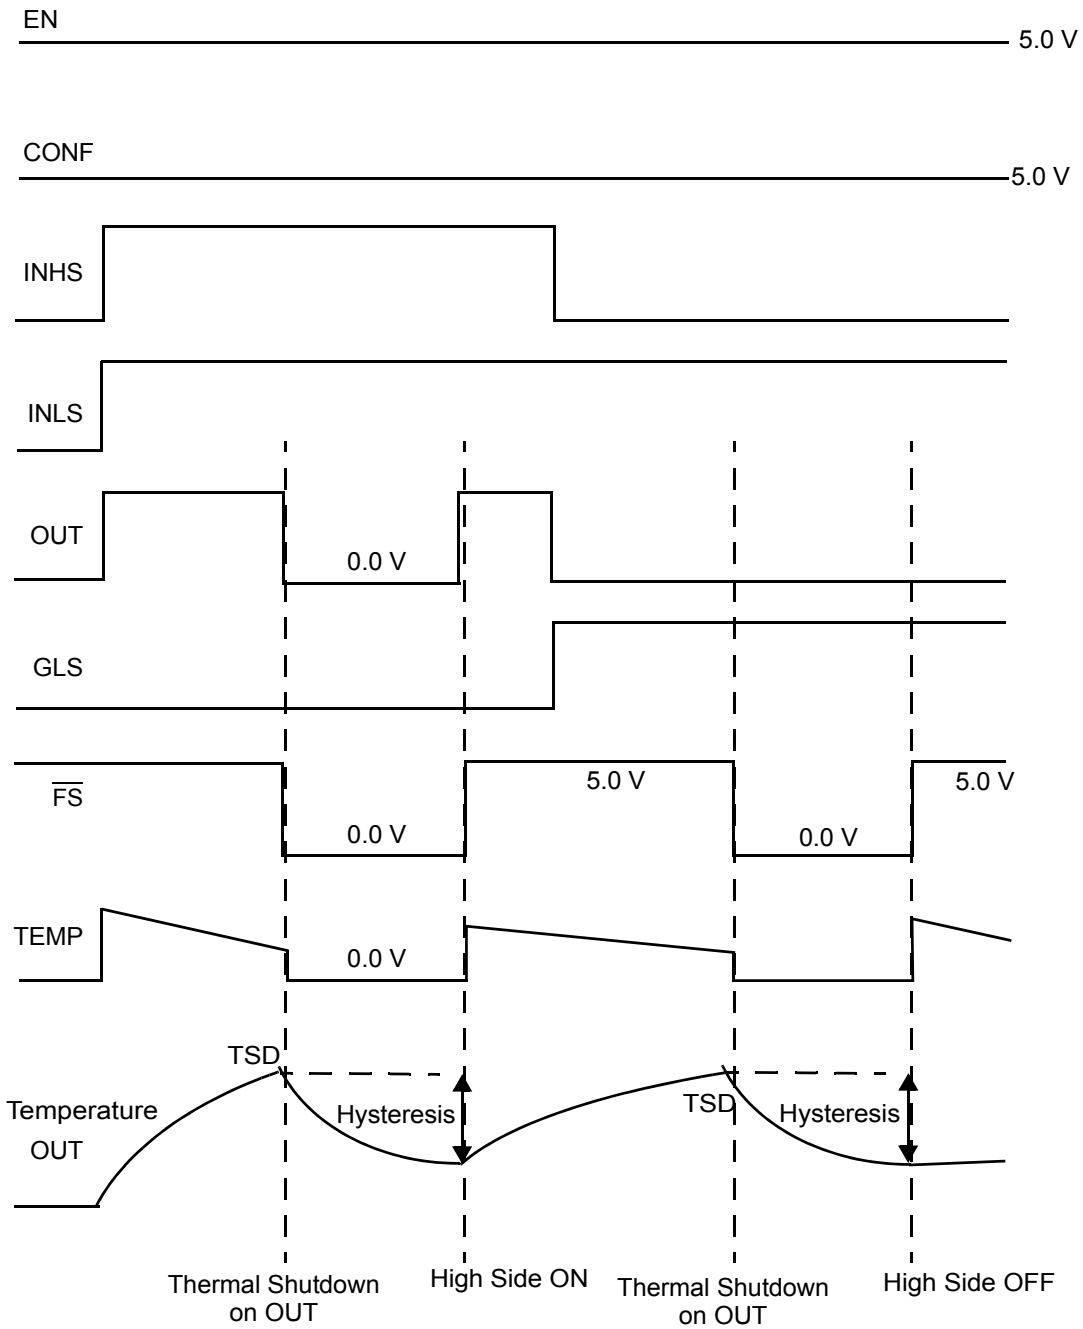 EN
5.0 V
CONF
5.0 V
INHS
INLS
OUT
0.0 V
GLS
FS
5.0 V
5.0 V
0.0 V
0.0 V
TEMP
0.0 V
TSD
Temperature
OUT
Hysteresis
TSD
Hysteresis
Thermal Shutdown
on OUT
High Side ON
Thermal Shutdown
on OUT
High Side OFF